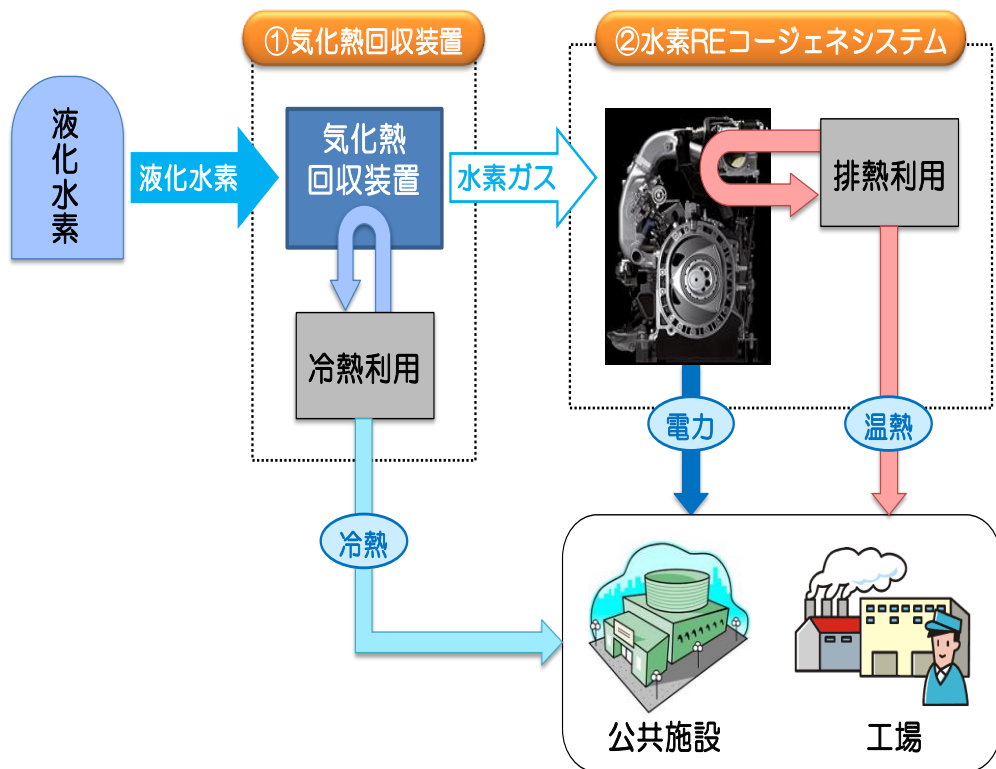 ①気化熱回収装置
②水素REコージェネシステム
液化水素
液化水素
気化熱
回収装置
水素ガス
排熱利用
冷熱利用
電力
温熱
冷熱
公共施設
工場